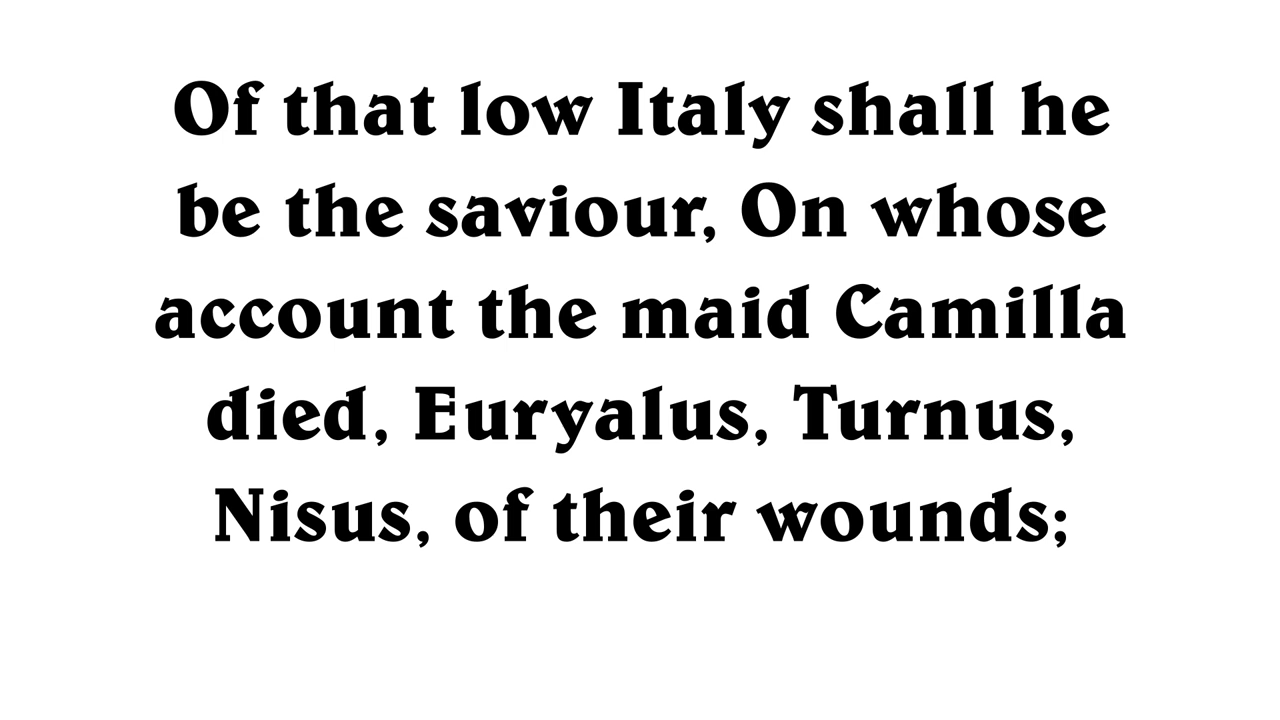 Of that low Italy shall he
be the saviour, On whose
account the maid Camilla
died, Euryalus, Turnus,
Nisus, of their wounds;